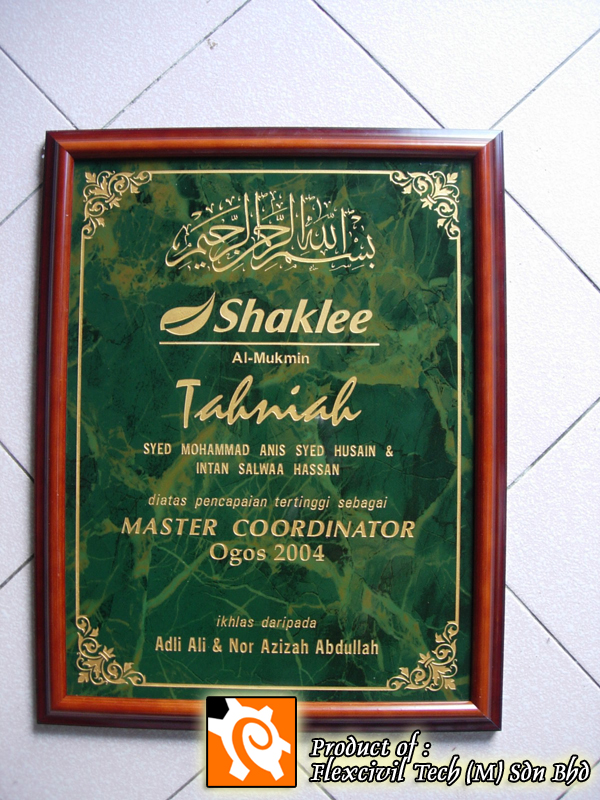 بسم الله الرحمن الرحيم
Shaklee
Al-Mukmin
Tahniah
SYED MOHAMMAD ANIS SYED HUSAIN &
INTAN SALWAA HASSAN
diatas pencapaian tertinggi sebagai
MASTER COORDINATOR
Ogos 2004
ikhlas daripada
Adli Ali & Nor Azizah Abdullah
Product of :
Flexcivil Tech (M) Sdn Bhd